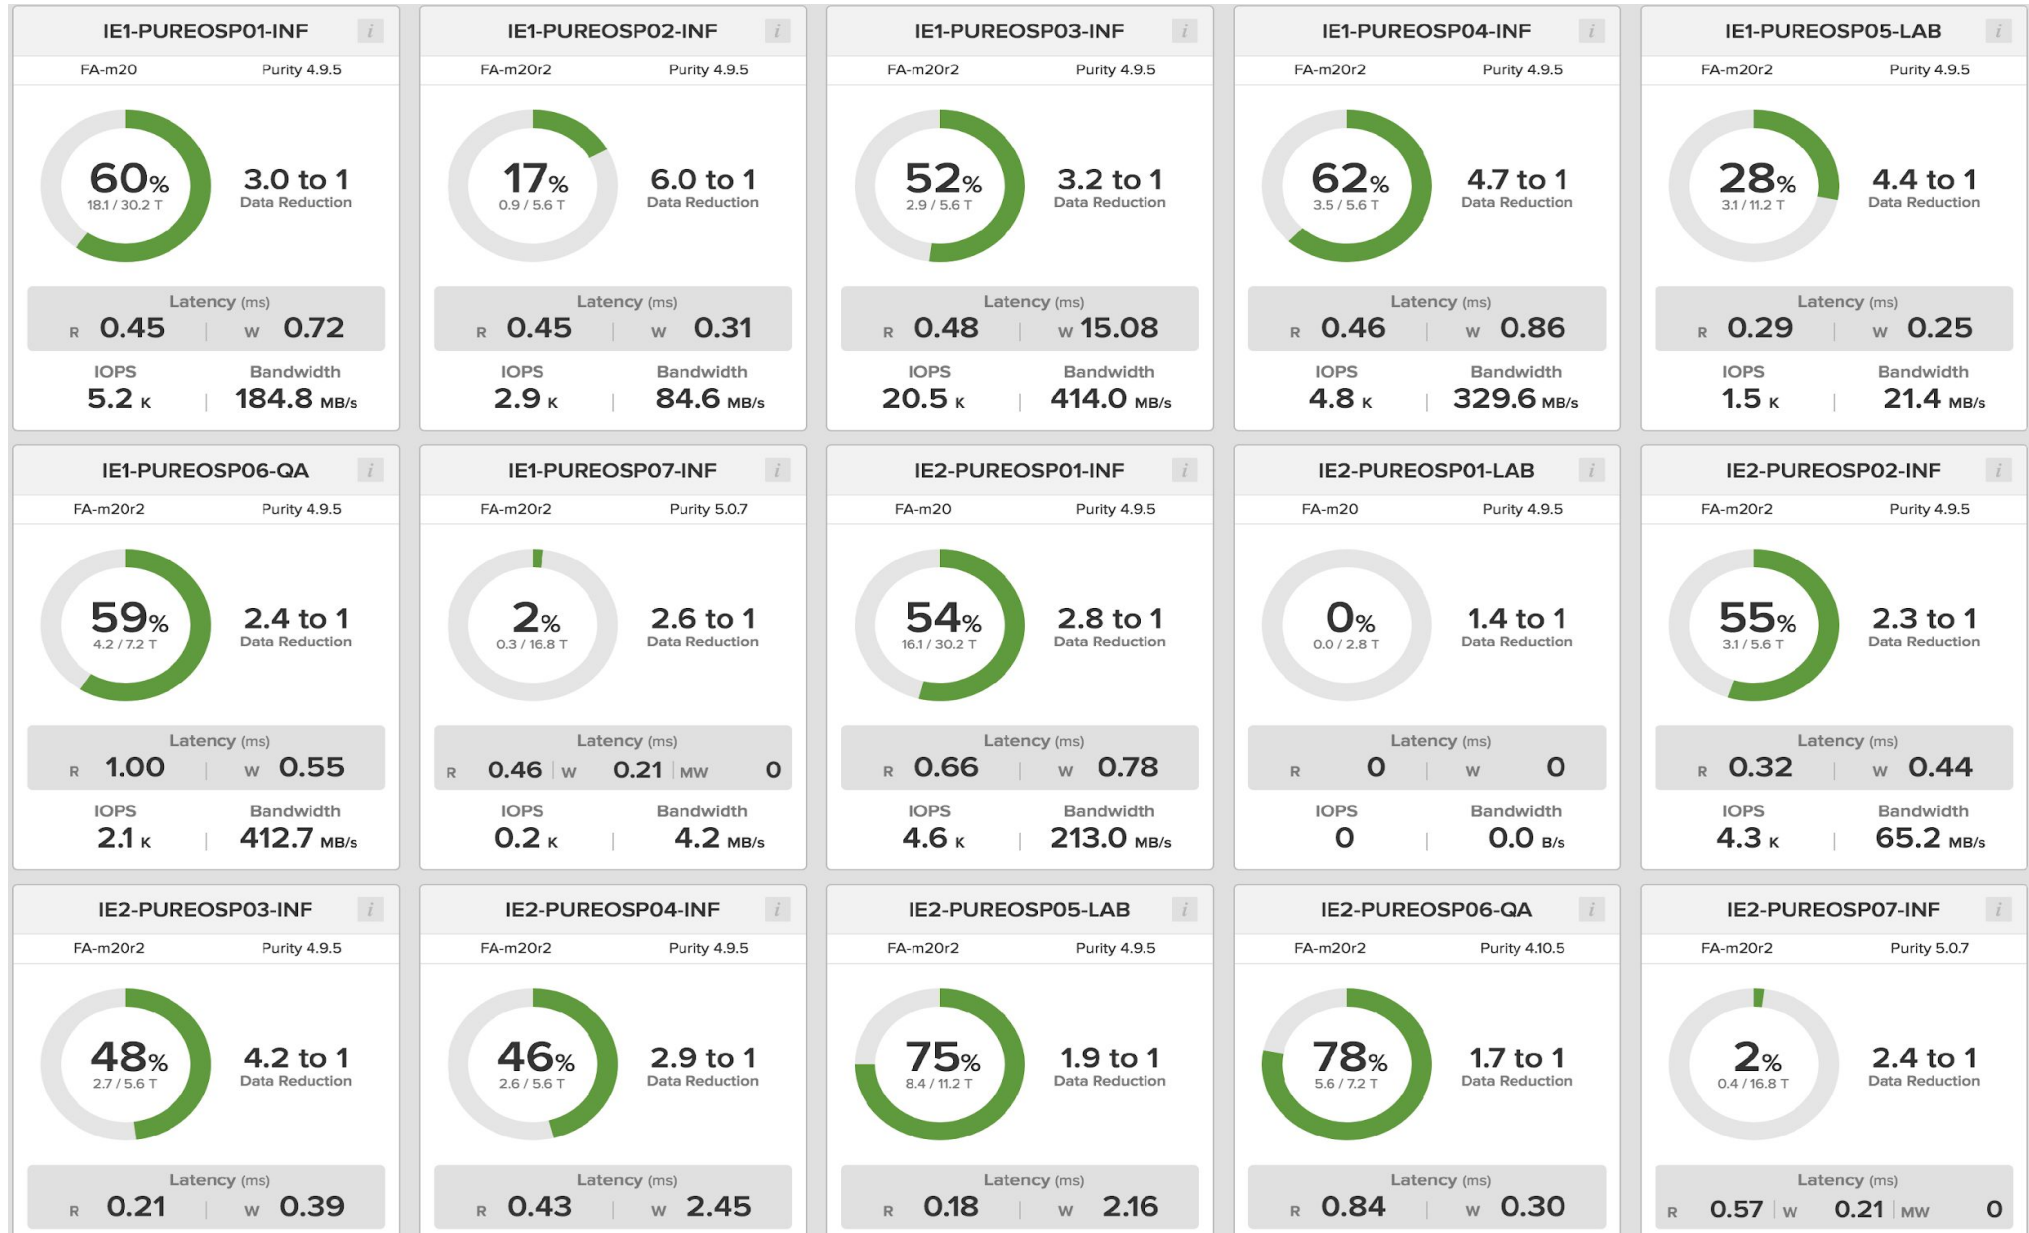 IE1-PUREOSP01-INF i
FA-m20 Purity 4.9.5
60%
18.1 / 30.2 T
3.0 to 1
Data Reduction
Latency (ms)
R 0.45 | W 0.72
IOPS Bandwidth
5.2 K | 184.8 MB/s
IE1-PUREOSP02-INF i
FA-m20r2 Purity 4.9.5
17%
0.9 / 5.6 T
6.0 to 1
Data Reduction
Latency (ms)
R 0.45 | W 0.31
IOPS Bandwidth
2.9 K | 84.6 MB/s
IE1-PUREOSP03-INF i
FA-m20r2 Purity 4.9.5
52%
2.9 / 5.6 T
3.2 to 1
Data Reduction
Latency (ms)
R 0.48 | W 15.08
IOPS Bandwidth
20.5 K | 414.0 MB/s
IE1-PUREOSP04-INF i
FA-m20r2 Purity 4.9.5
62%
3.5 / 5.6 T
4.7 to 1
Data Reduction
Latency (ms)
R 0.46 | W 0.86
IOPS Bandwidth
4.8 K | 329.6 MB/s
IE1-PUREOSP05-LAB i
FA-m20r2 Purity 4.9.5
28%
3.1 / 11.2 T
4.4 to 1
Data Reduction
Latency (ms)
R 0.29 | W 0.25
IOPS Bandwidth
1.5 K | 21.4 MB/s
IE1-PUREOSP06-QA i
FA-m20r2 Purity 4.9.5
59%
4.2 / 7.2 T
2.4 to 1
Data Reduction
Latency (ms)
R 1.00 | W 0.55
IOPS Bandwidth
2.1 K | 412.7 MB/s
IE1-PUREOSP07-INF i
FA-m20r2 Purity 5.0.7
2%
0.3 / 16.8 T
2.6 to 1
Data Reduction
Latency (ms)
R 0.46 | W 0.21 | MW 0
IOPS Bandwidth
0.2 K | 4.2 MB/s
IE2-PUREOSP01-INF i
FA-m20 Purity 4.9.5
54%
16.1 / 30.2 T
2.8 to 1
Data Reduction
Latency (ms)
R 0.66 | W 0.78
IOPS Bandwidth
4.6 K | 213.0 MB/s
IE2-PUREOSP01-LAB i
FA-m20 Purity 4.9.5
0%
0.0 / 2.8 T
1.4 to 1
Data Reduction
Latency (ms)
R 0 | W 0
IOPS Bandwidth
0 | 0.0 B/s
IE2-PUREOSP02-INF i
FA-m20r2 Purity 4.9.5
55%
3.1 / 5.6 T
2.3 to 1
Data Reduction
Latency (ms)
R 0.32 | W 0.44
IOPS Bandwidth
4.3 K | 65.2 MB/s
IE2-PUREOSP03-INF i
FA-m20r2 Purity 4.9.5
48%
2.7 / 5.6 T
4.2 to 1
Data Reduction
Latency (ms)
R 0.21 | W 0.39
IE2-PUREOSP04-INF i
FA-m20r2 Purity 4.9.5
46%
2.6 / 5.6 T
2.9 to 1
Data Reduction
Latency (ms)
R 0.43 | W 2.45
IE2-PUREOSP05-LAB i
FA-m20r2 Purity 4.9.5
75%
8.4 / 11.2 T
1.9 to 1
Data Reduction
Latency (ms)
R 0.18 | W 2.16
IE2-PUREOSP06-QA i
FA-m20r2 Purity 4.10.5
78%
5.6 / 7.2 T
1.7 to 1
Data Reduction
Latency (ms)
R 0.84 | W 0.30
IE2-PUREOSP07-INF i
FA-m20r2 Purity 5.0.7
2%
0.4 / 16.8 T
2.4 to 1
Data Reduction
Latency (ms)
R 0.57 | W 0.21 | MW 0